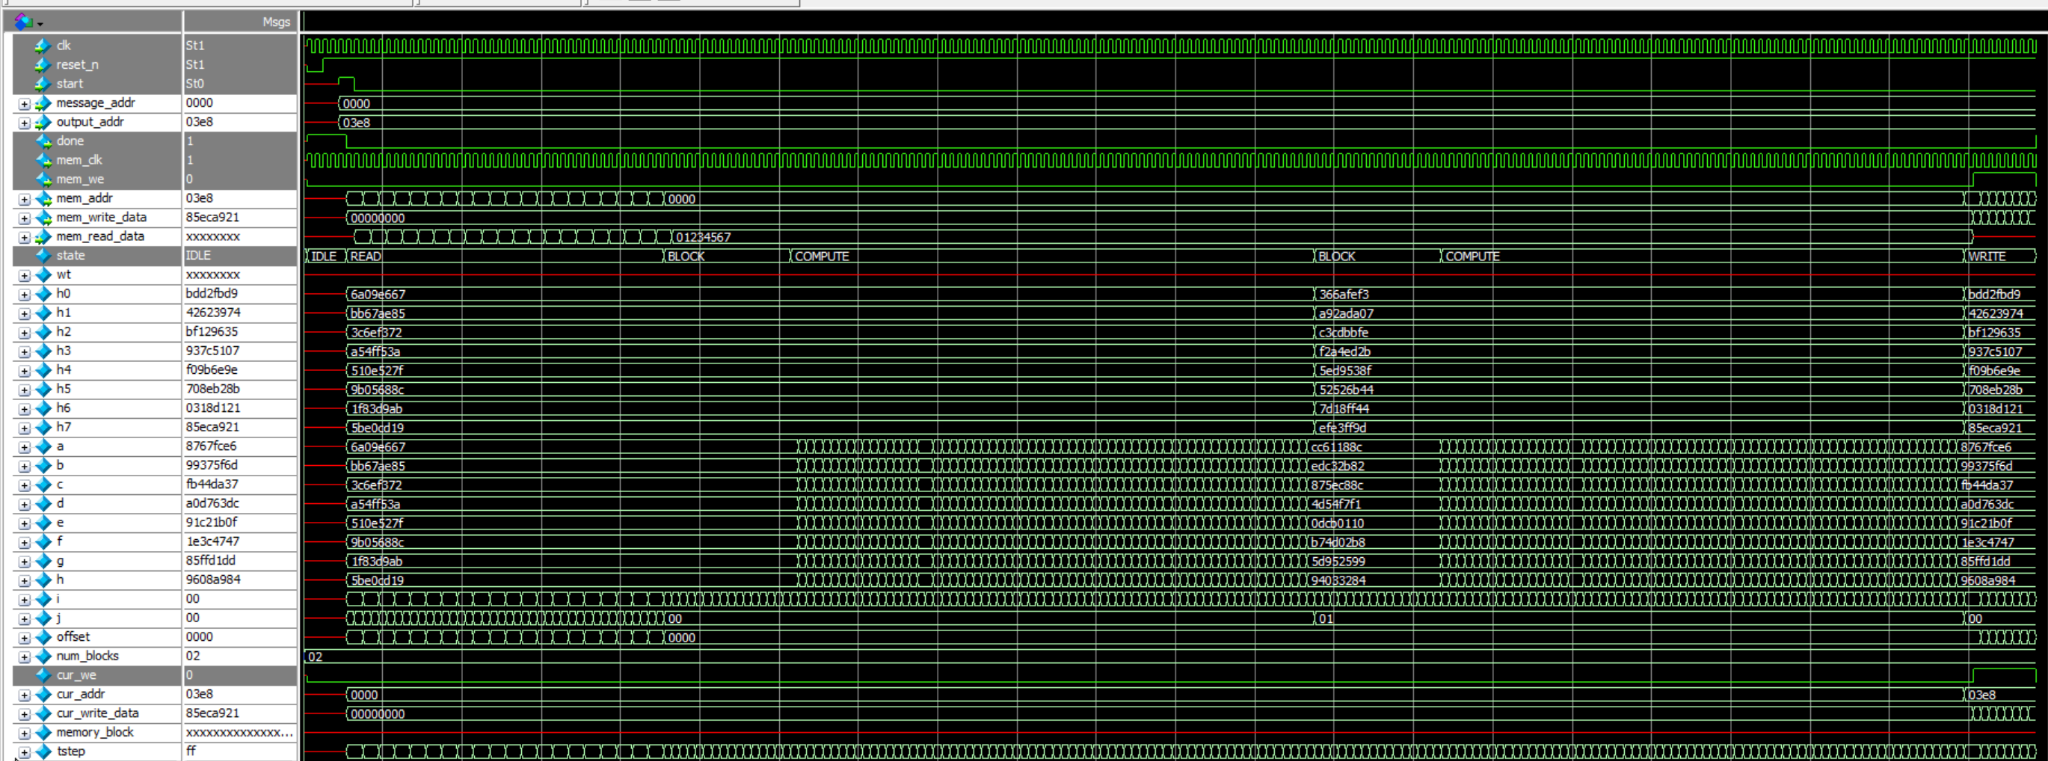 Msgs
clk St1
reset_n St1
start St0
message_addr 0000 0000
output_addr 03e8 03e8
done 1
mem_clk 1
mem_we 0
mem_addr 03e8 0000
mem_write_data 85eca921 00000000
mem_read_data xxxxxxxx 01234567
state IDLE IDLE READ BLOCK COMPUTE BLOCK COMPUTE WRITE
wt xxxxxxxx
h0 bdd2fbd9 6a09e667 366afef3 bdd2fbd9
h1 42623974 bb67ae85 a92ada07 42623974
h2 bf129635 3c6ef372 c3cdbbfe bf129635
h3 937c5107 a54ff53a f2a4ed2b 937c5107
h4 f09b6e9e 510e527f 5ed9538f f09b6e9e
h5 708eb28b 9b05688c 52526b44 708eb28b
h6 0318d121 1f83d9ab 7d18ff44 0318d121
h7 85eca921 5be0cd19 efe3ff9d 85eca921
a 8767fce6 6a09e667 cc61188c 8767fce6
b 99375f6d bb67ae85 edc32b82 99375f6d
c fb44da37 3c6ef372 875ec88c fb44da37
d a0d763dc a54ff53a 4d54f7f1 a0d763dc
e 91c21b0f 510e527f 0dcb0110 91c21b0f
f 1e3c4747 9b05688c b74d02b8 1e3c4747
g 85ffd1dd 1f83d9ab 5d952599 85ffd1dd
h 9608a984 5be0cd19 94033284 9608a984
i 00
j 00 00 01 00
offset 0000 0000
num_blocks 02 02
cur_we 0
cur_addr 03e8 0000 03e8
cur_write_data 85eca921 00000000
memory_block xxxxxxxxxxxxxx...
tstep ff